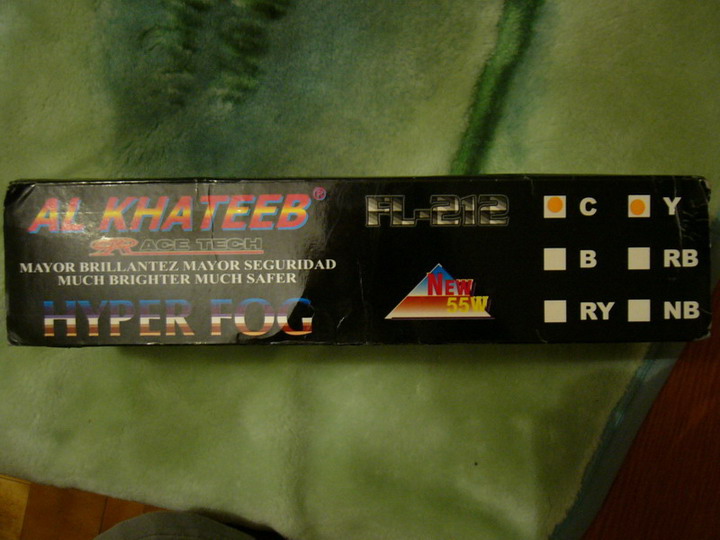 AL KHATEEB®
RACE TECH
MAYOR BRILLANTEZ MAYOR SEGURIDAD
MUCH BRIGHTER MUCH SAFER
HYPER FOG
FL-212
NEW
55W
C Y
B RB
RY NB